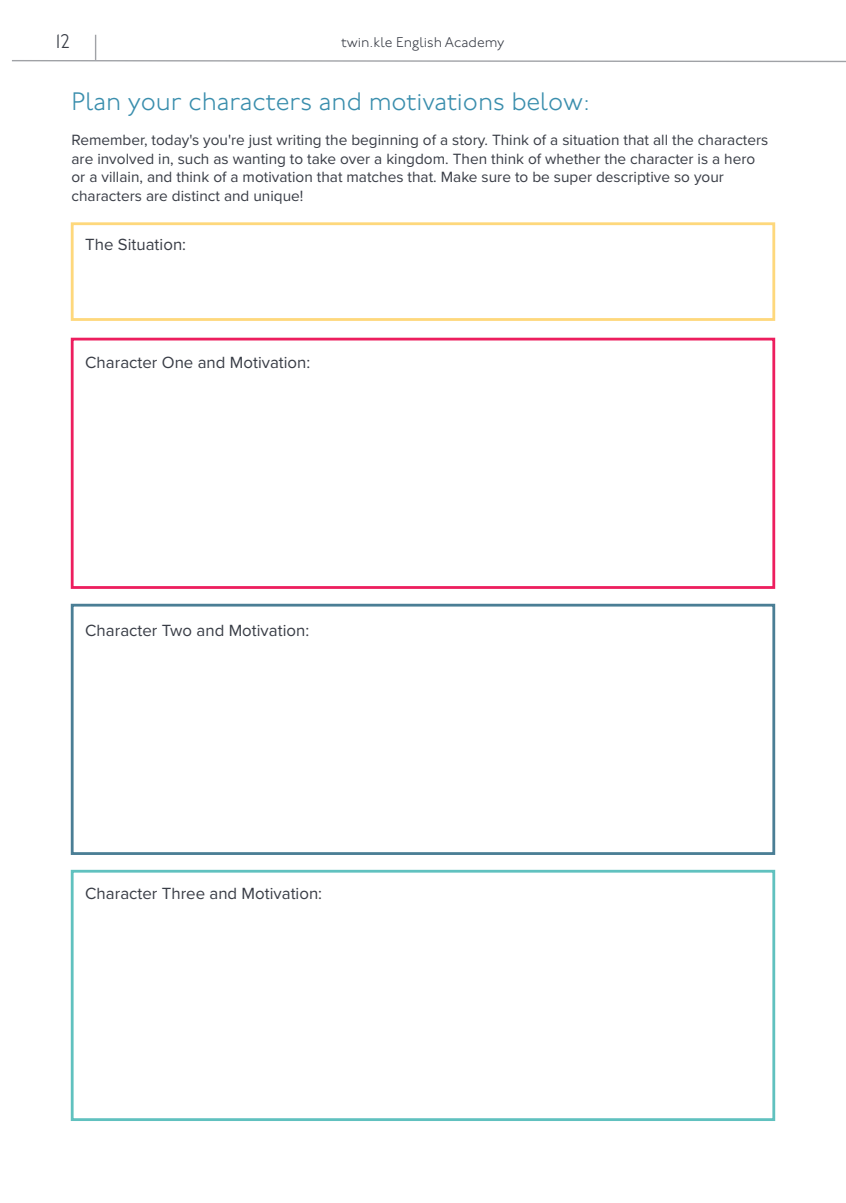 12
twin.kle English Academy
Plan your characters and motivations below:
Remember, today's you're just writing the beginning of a story. Think of a situation that all the characters
are involved in, such as wanting to take over a kingdom. Then think of whether the character is a hero
or a villain, and think of a motivation that matches that. Make sure to be super descriptive so your
characters are distinct and unique!
The Situation:
Character One and Motivation:
Character Two and Motivation:
Character Three and Motivation: